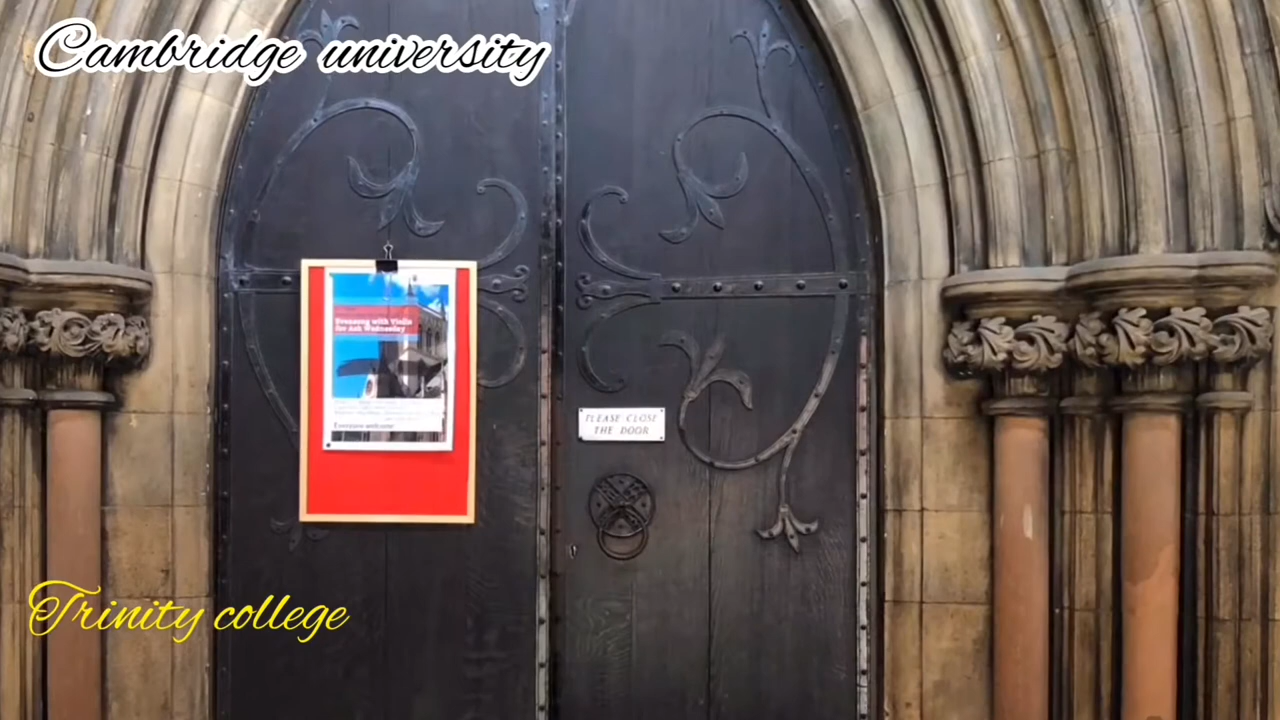 Cambridge university
Evensong with Violin
for Ash Wednesday
Everyone welcome!
PLEASE CLOSE
THE DOOR
Trinity college